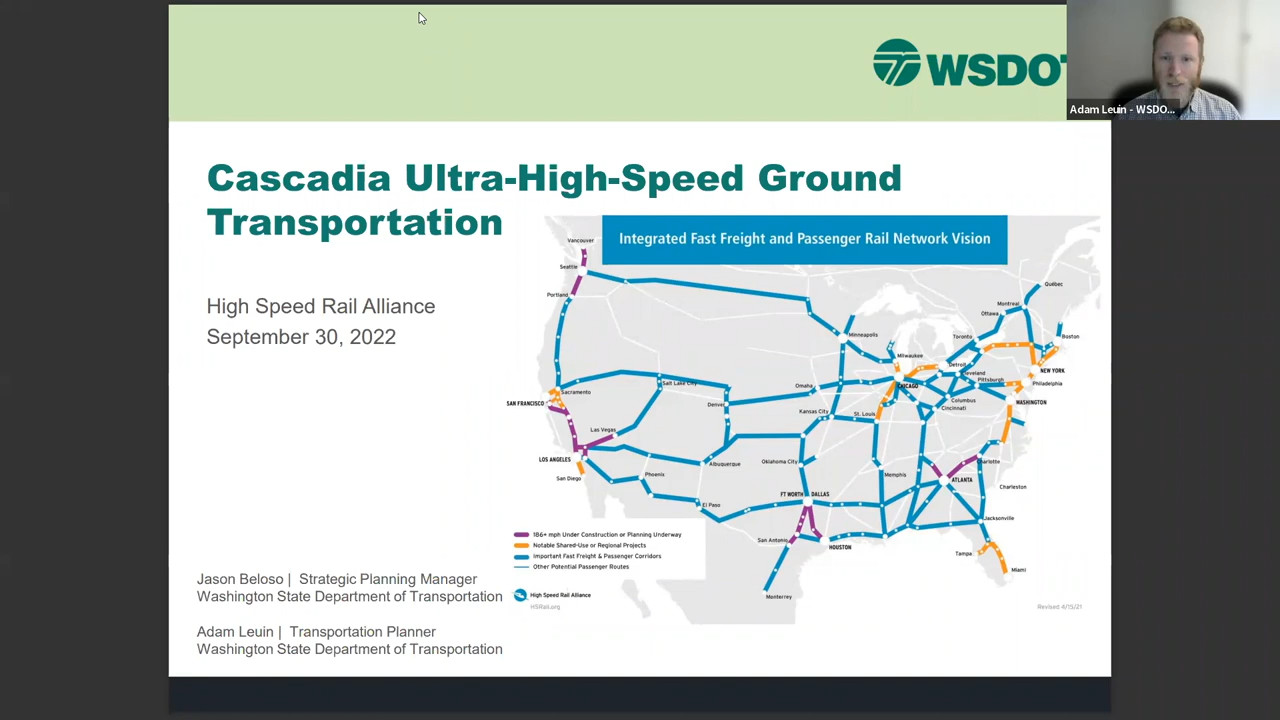 WSDO
Adam Leuin - WSDO...
Cascadia Ultra-High-Speed Ground
Transportation
Integrated Fast Freight and Passenger Rail Network Vision
High Speed Rail Alliance
September 30, 2022
Vancouver
Seattle
Portland
Québec
Montreal
Ottawa
Toronto
Boston
Minneapolis
Milwaukee
Detroit
Cleveland
NEW YORK
Pittsburgh
Philadelphia
CHICAGO
Salt Lake City
Omaha
Sacramento
SAN FRANCISCO
Denver
Columbus
WASHINGTON
Cincinnati
Kansas City
St. Louis
Las Vegas
LOS ANGELES
Albuquerque
Oklahoma City
Charlotte
San Diego
Phoenix
Memphis
ATLANTA
Charleston
El Paso
FT WORTH
DALLAS
Jacksonville
San Antonio
HOUSTON
Tampa
Miami
Monterrey
186+ mph Under Construction or Planning Underway
Notable Shared-Use or Regional Projects
Important Fast Freight & Passenger Corridors
Other Potential Passenger Routes
High Speed Rail Alliance
HSRail.org
Revised 4/15/21
Jason Beloso | Strategic Planning Manager
Washington State Department of Transportation
Adam Leuin | Transportation Planner
Washington State Department of Transportation